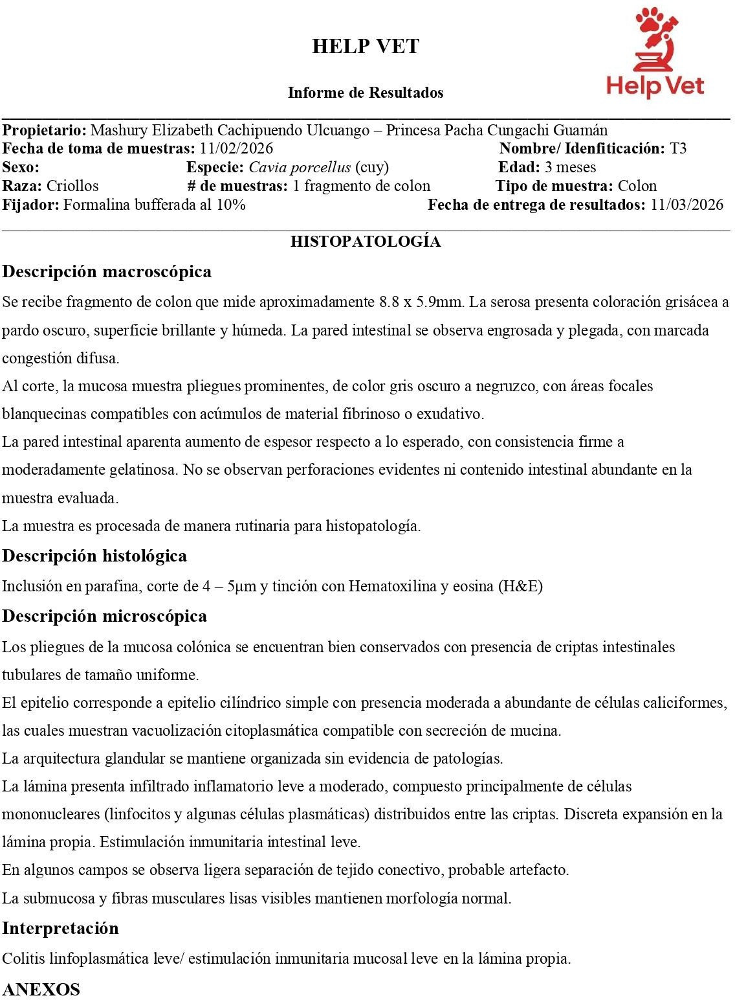 HELP VET
Help Vet
Informe de Resultados
Propietario: Mashury Elizabeth Cachipuendo Ulcuango – Princesa Pacha Cungachi Guamán
Fecha de toma de muestras: 11/02/2026 Nombre/ Idenfiticación: T3
Sexo: Especie: Cavia porcellus (cuy) Edad: 3 meses
Raza: Criollos # de muestras: 1 fragmento de colon Tipo de muestra: Colon
Fijador: Formalina bufferada al 10% Fecha de entrega de resultados: 11/03/2026
HISTOPATOLOGÍA
Descripción macroscópica
Se recibe fragmento de colon que mide aproximadamente 8.8 x 5.9mm. La serosa presenta coloración grisácea a
pardo oscuro, superficie brillante y húmeda. La pared intestinal se observa engrosada y plegada, con marcada
congestión difusa.
Al corte, la mucosa muestra pliegues prominentes, de color gris oscuro a negruzco, con áreas focales
blanquecinas compatibles con acúmulos de material fibrinoso o exudativo.
La pared intestinal aparenta aumento de espesor respecto a lo esperado, con consistencia firme a
moderadamente gelatinosa. No se observan perforaciones evidentes ni contenido intestinal abundante en la
muestra evaluada.
La muestra es procesada de manera rutinaria para histopatología.
Descripción histológica
Inclusión en parafina, corte de 4 – 5µm y tinción con Hematoxilina y eosina (H&E)
Descripción microscópica
Los pliegues de la mucosa colónica se encuentran bien conservados con presencia de criptas intestinales
tubulares de tamaño uniforme.
El epitelio corresponde a epitelio cilíndrico simple con presencia moderada a abundante de células caliciformes,
las cuales muestran vacuolización citoplasmática compatible con secreción de mucina.
La arquitectura glandular se mantiene organizada sin evidencia de patologías.
La lámina presenta infiltrado inflamatorio leve a moderado, compuesto principalmente de células
mononucleares (linfocitos y algunas células plasmáticas) distribuidos entre las criptas. Discreta expansión en la
lámina propia. Estimulación inmunitaria intestinal leve.
En algunos campos se observa ligera separación de tejido conectivo, probable artefacto.
La submucosa y fibras musculares lisas visibles mantienen morfología normal.
Interpretación
Colitis linfoplasmática leve/ estimulación inmunitaria mucosal leve en la lámina propia.
ANEXOS